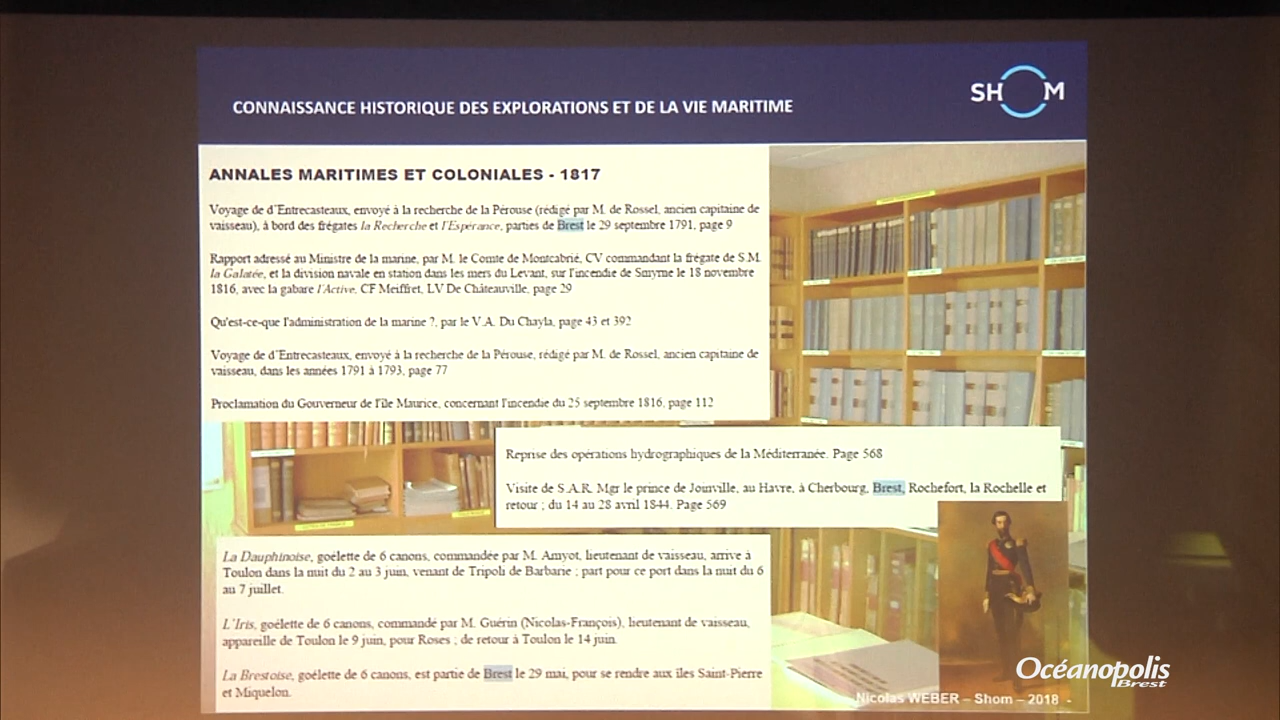 CONNAISSANCE HISTORIQUE DES EXPLORATIONS ET DE LA VIE MARITIME
SHOM
ANNALES MARITIMES ET COLONIALES - 1817
Voyage de d'Entrecasteaux, envoyé à la recherche de la Pérouse (rédigé par M. de Rossel, ancien capitaine de
vaisseau), à bord des frégates la Recherche et l'Espérance, parties de Brest le 29 septembre 1791, page 9
Rapport adressé au Ministre de la marine, par M. le Comte de Montcabrié, CV commandant la frégate de S.M.
la Galatée, et la division navale en station dans les mers du Levant, sur l'incendie de Smyrne le 18 novembre
1816, avec la gabare l'Active, CF Meiffret, LV De Châteauville, page 29
Qu'est-ce-que l'administration de la marine ?, par le V.A. Du Chayla, page 43 et 392
Voyage de d'Entrecasteaux, envoyé à la recherche de la Pérouse, rédigé par M. de Rossel, ancien capitaine de
vaisseau, dans les années 1791 à 1793, page 77
Proclamation du Gouverneur de l'île Maurice, concernant l'incendie du 25 septembre 1816, page 112
Reprise des opérations hydrographiques de la Méditerranée. Page 568
Visite de S.A.R. Mgr le prince de Joinville, au Havre, à Cherbourg, Brest, Rochefort, la Rochelle et
retour ; du 14 au 28 avril 1844. Page 569
La Dauphinoise, goélette de 6 canons, commandée par M. Amyot, lieutenant de vaisseau, arrive à
Toulon dans la nuit du 2 au 3 juin, venant de Tripoli de Barbarie ; part pour ce port dans la nuit du 6
au 7 juillet.
L'Iris, goélette de 6 canons, commandé par M. Guérin (Nicolas-François), lieutenant de vaisseau,
appareille de Toulon le 9 juin, pour Roses ; de retour à Toulon le 14 juin.
La Brestoise, goélette de 6 canons, est partie de Brest le 29 mai, pour se rendre aux îles Saint-Pierre
et Miquelon.
Océanopolis
Brest
Nicolas WEBER – Shom – 2018 -